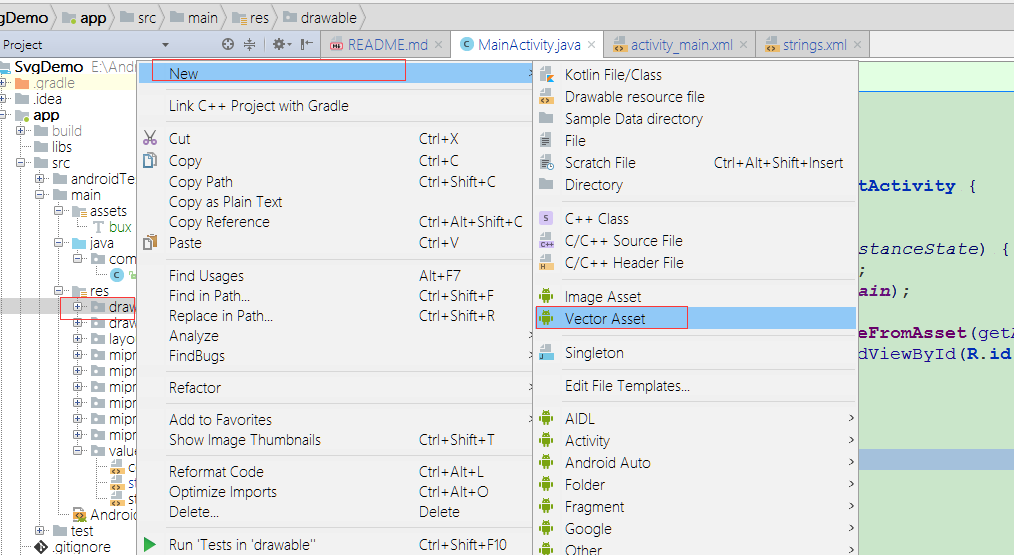 SvgDemo app src main res drawable
Project README.md MainActivity.java activity_main.xml strings.xml
SvgDemo E:\And
.gradle
.idea
app
build
libs
src
androidTe
main
assets
bux
java
com
res
draw
draw
layo
mipr
mipr
mipr
mipr
mipr
value
c
st
st
Android
test
.gitignore
New
Link C++ Project with Gradle
Cut Ctrl+X
Copy Ctrl+C
Copy Path Ctrl+Shift+C
Copy as Plain Text
Copy Reference Ctrl+Alt+Shift+C
Paste Ctrl+V
Find Usages Alt+F7
Find in Path... Ctrl+Shift+F
Replace in Path... Ctrl+Shift+R
Analyze
FindBugs
Refactor
Add to Favorites
Show Image Thumbnails Ctrl+Shift+T
Reformat Code Ctrl+Alt+L
Optimize Imports Ctrl+Alt+O
Delete... Delete
Run 'Tests in 'drawable'' Ctrl+Shift+F10
Kotlin File/Class
Drawable resource file
Sample Data directory
File
Scratch File Ctrl+Alt+Shift+Insert
Directory
C++ Class
C/C++ Source File
C/C++ Header File
Image Asset
Vector Asset
Singleton
Edit File Templates...
AIDL
Activity
Android Auto
Folder
Fragment
Google
Other
tActivity {
stanceState) {
;
ain);
eFromAsset(getA
dViewById(R.id